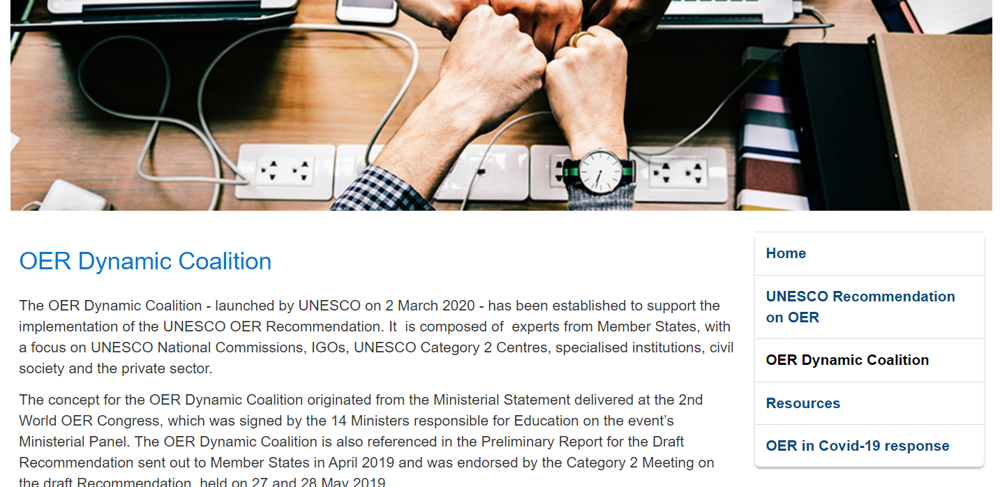 OER Dynamic Coalition
The OER Dynamic Coalition - launched by UNESCO on 2 March 2020 - has been established to support the
implementation of the UNESCO OER Recommendation. It  is composed of  experts from Member States, with
a focus on UNESCO National Commissions, IGOs, UNESCO Category 2 Centres, specialised institutions, civil
society and the private sector.
The concept for the OER Dynamic Coalition originated from the Ministerial Statement delivered at the 2nd
World OER Congress, which was signed by the 14 Ministers responsible for Education on the event’s
Ministerial Panel. The OER Dynamic Coalition is also referenced in the Preliminary Report for the Draft
Recommendation sent out to Member States in April 2019 and was endorsed by the Category 2 Meeting on
the draft Recommendation, held on 27 and 28 May 2019
Home
UNESCO Recommendation
on OER
OER Dynamic Coalition
Resources
OER in Covid-19 response